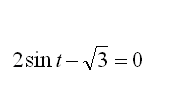 2 sin t − √3 = 0